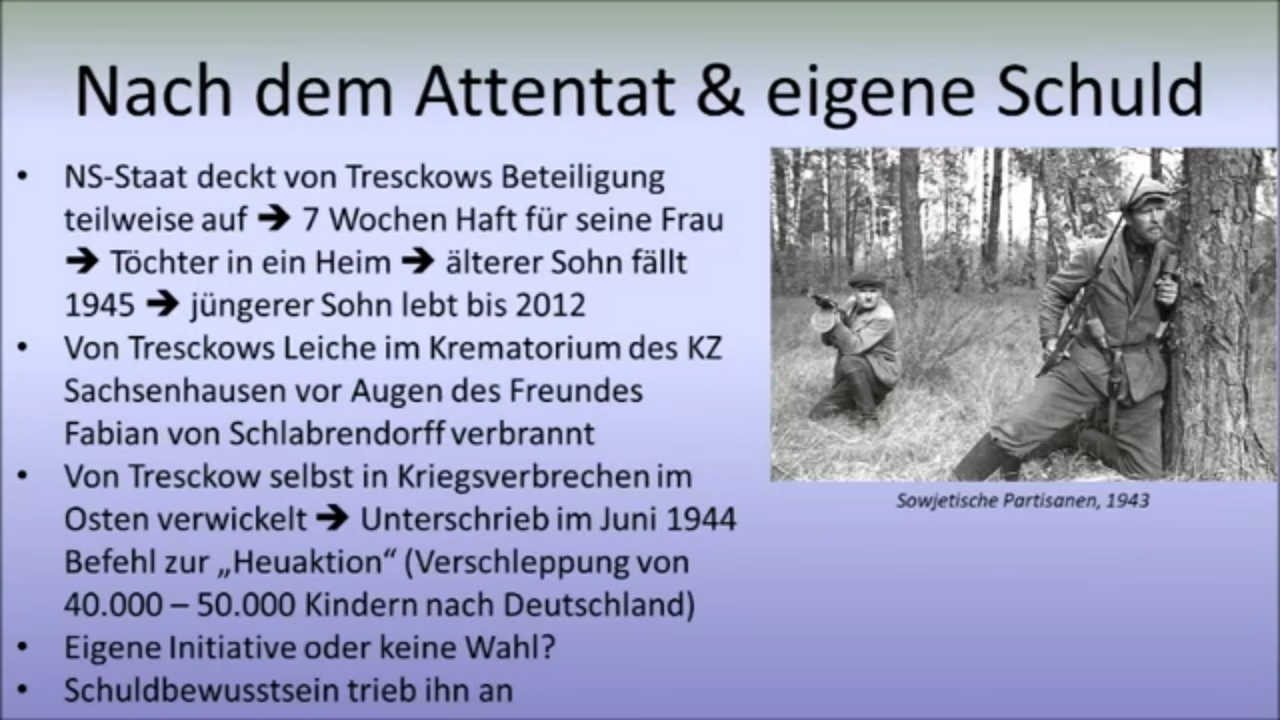 Nach dem Attentat & eigene Schuld
• NS-Staat deckt von Tresckows Beteiligung
teilweise auf ➔ 7 Wochen Haft für seine Frau
➔ Töchter in ein Heim ➔ älterer Sohn fällt
1945 ➔ jüngerer Sohn lebt bis 2012
• Von Tresckows Leiche im Krematorium des KZ
Sachsenhausen vor Augen des Freundes
Fabian von Schlabrendorff verbrannt
• Von Tresckow selbst in Kriegsverbrechen im
Osten verwickelt ➔ Unterschrieb im Juni 1944
Befehl zur „Heuaktion“ (Verschleppung von
40.000 – 50.000 Kindern nach Deutschland)
• Eigene Initiative oder keine Wahl?
• Schuldbewusstsein trieb ihn an
Sowjetische Partisanen, 1943